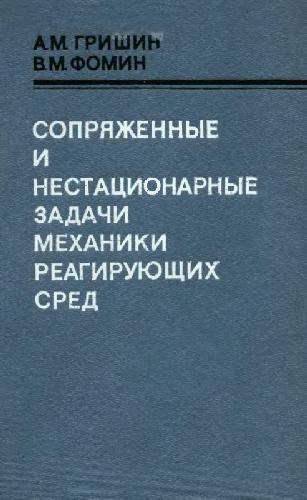 А.М. ГРИШИН
В.М. ФОМИН
СОПРЯЖЕННЫЕ
И
НЕСТАЦИОНАРНЫЕ
ЗАДАЧИ
МЕХАНИКИ
РЕАГИРУЮЩИХ
СРЕД